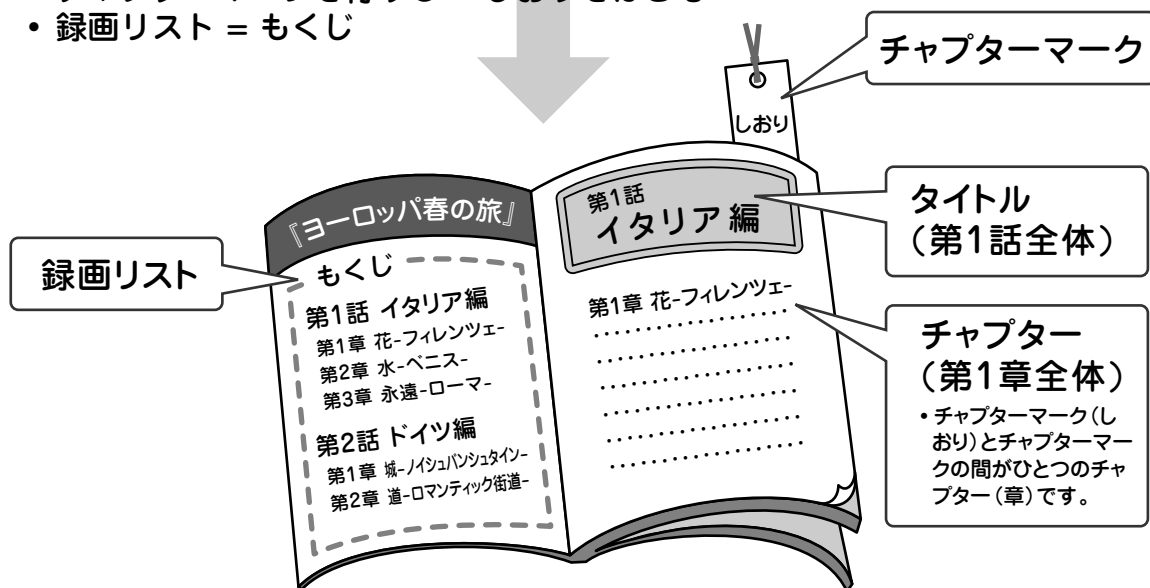 • 録画リスト = もくじ
チャプターマーク
しおり
『ヨーロッパ春の旅』
第1話
イタリア編
タイトル
（第1話全体）
録画リスト
もくじ
第1話 イタリア編
第1章 花-フィレンツェ-
第2章 水-ベニス-
第3章 永遠-ローマ-
第2話 ドイツ編
第1章 城-ノイシュバンシュタイン-
第2章 道-ロマンティック街道-
第1章 花-フィレンツェ-
チャプター
（第1章全体）
• チャプターマーク（し
おり）とチャプターマー
クの間がひとつのチャ
プター（章）です。